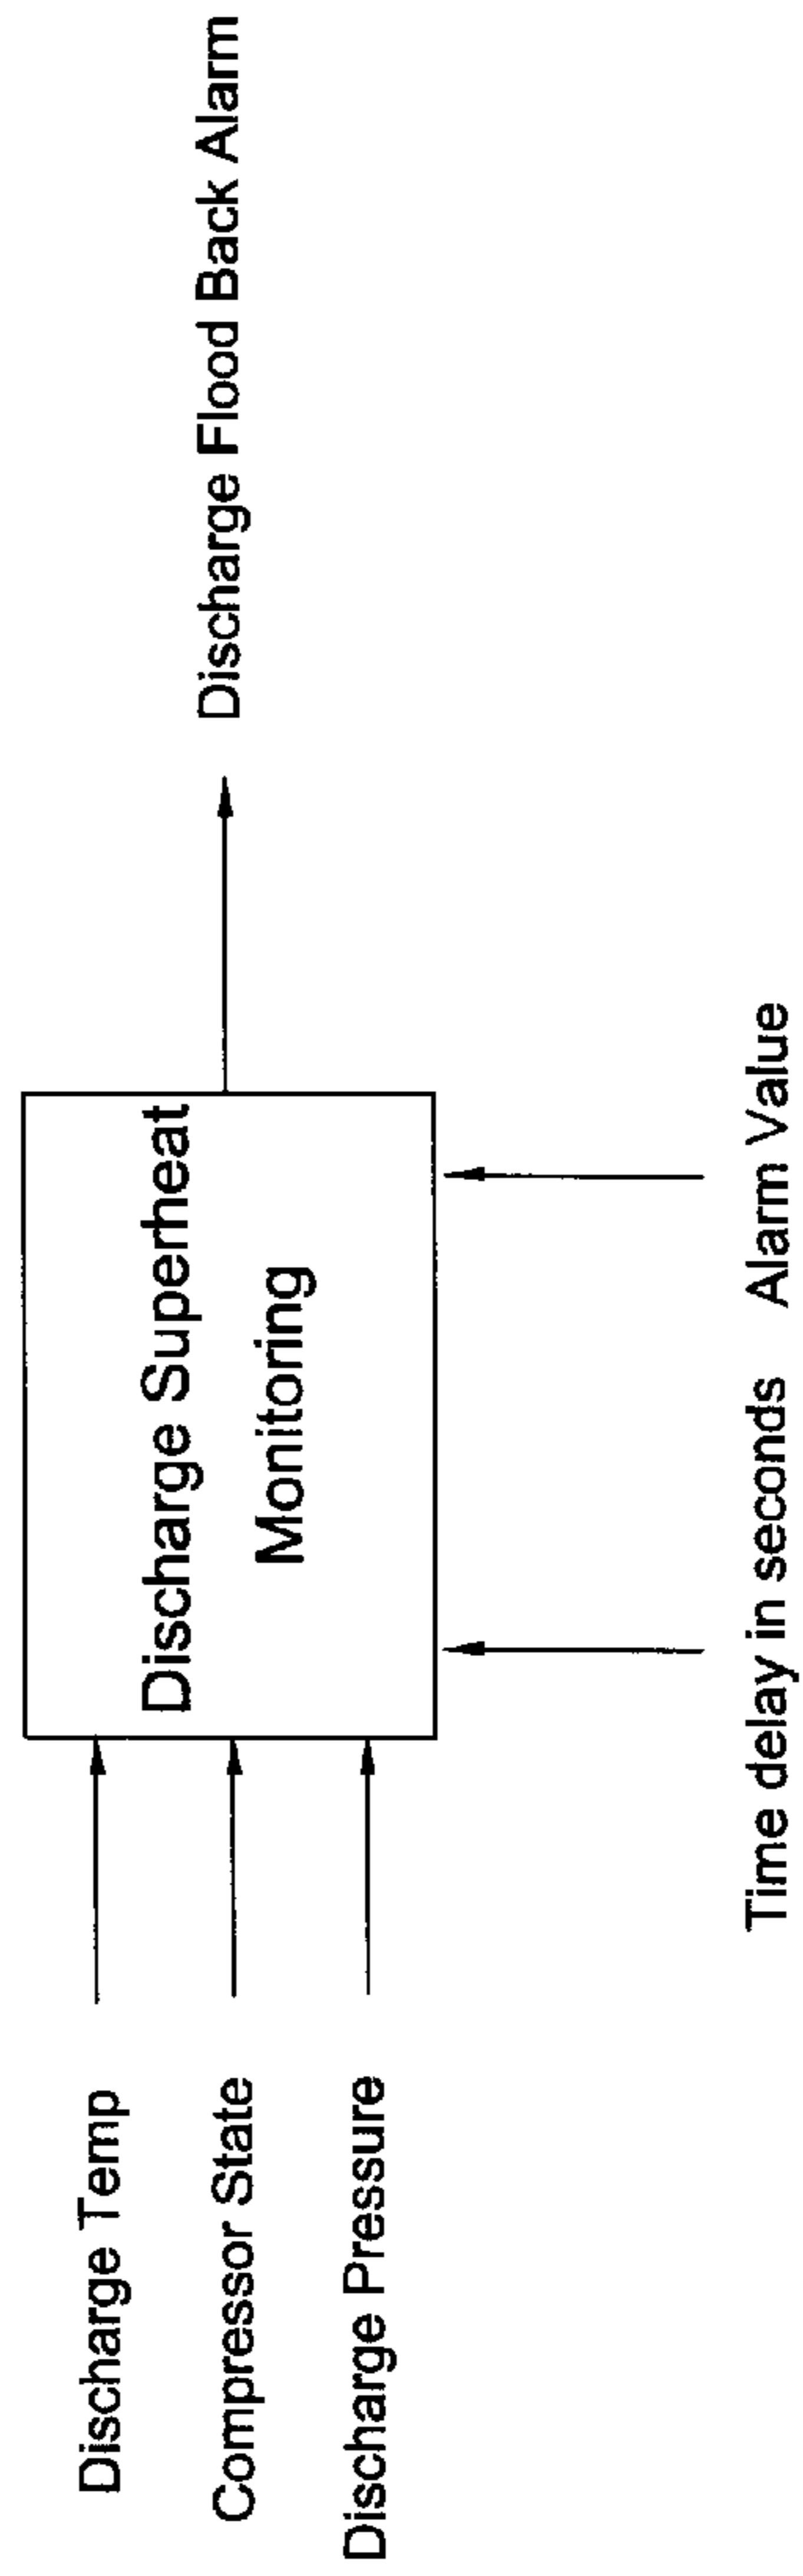 Discharge Temp
Compressor State
Discharge Pressure
Discharge Superheat
Monitoring
Time delay in seconds
Alarm Value
Discharge Flood Back Alarm